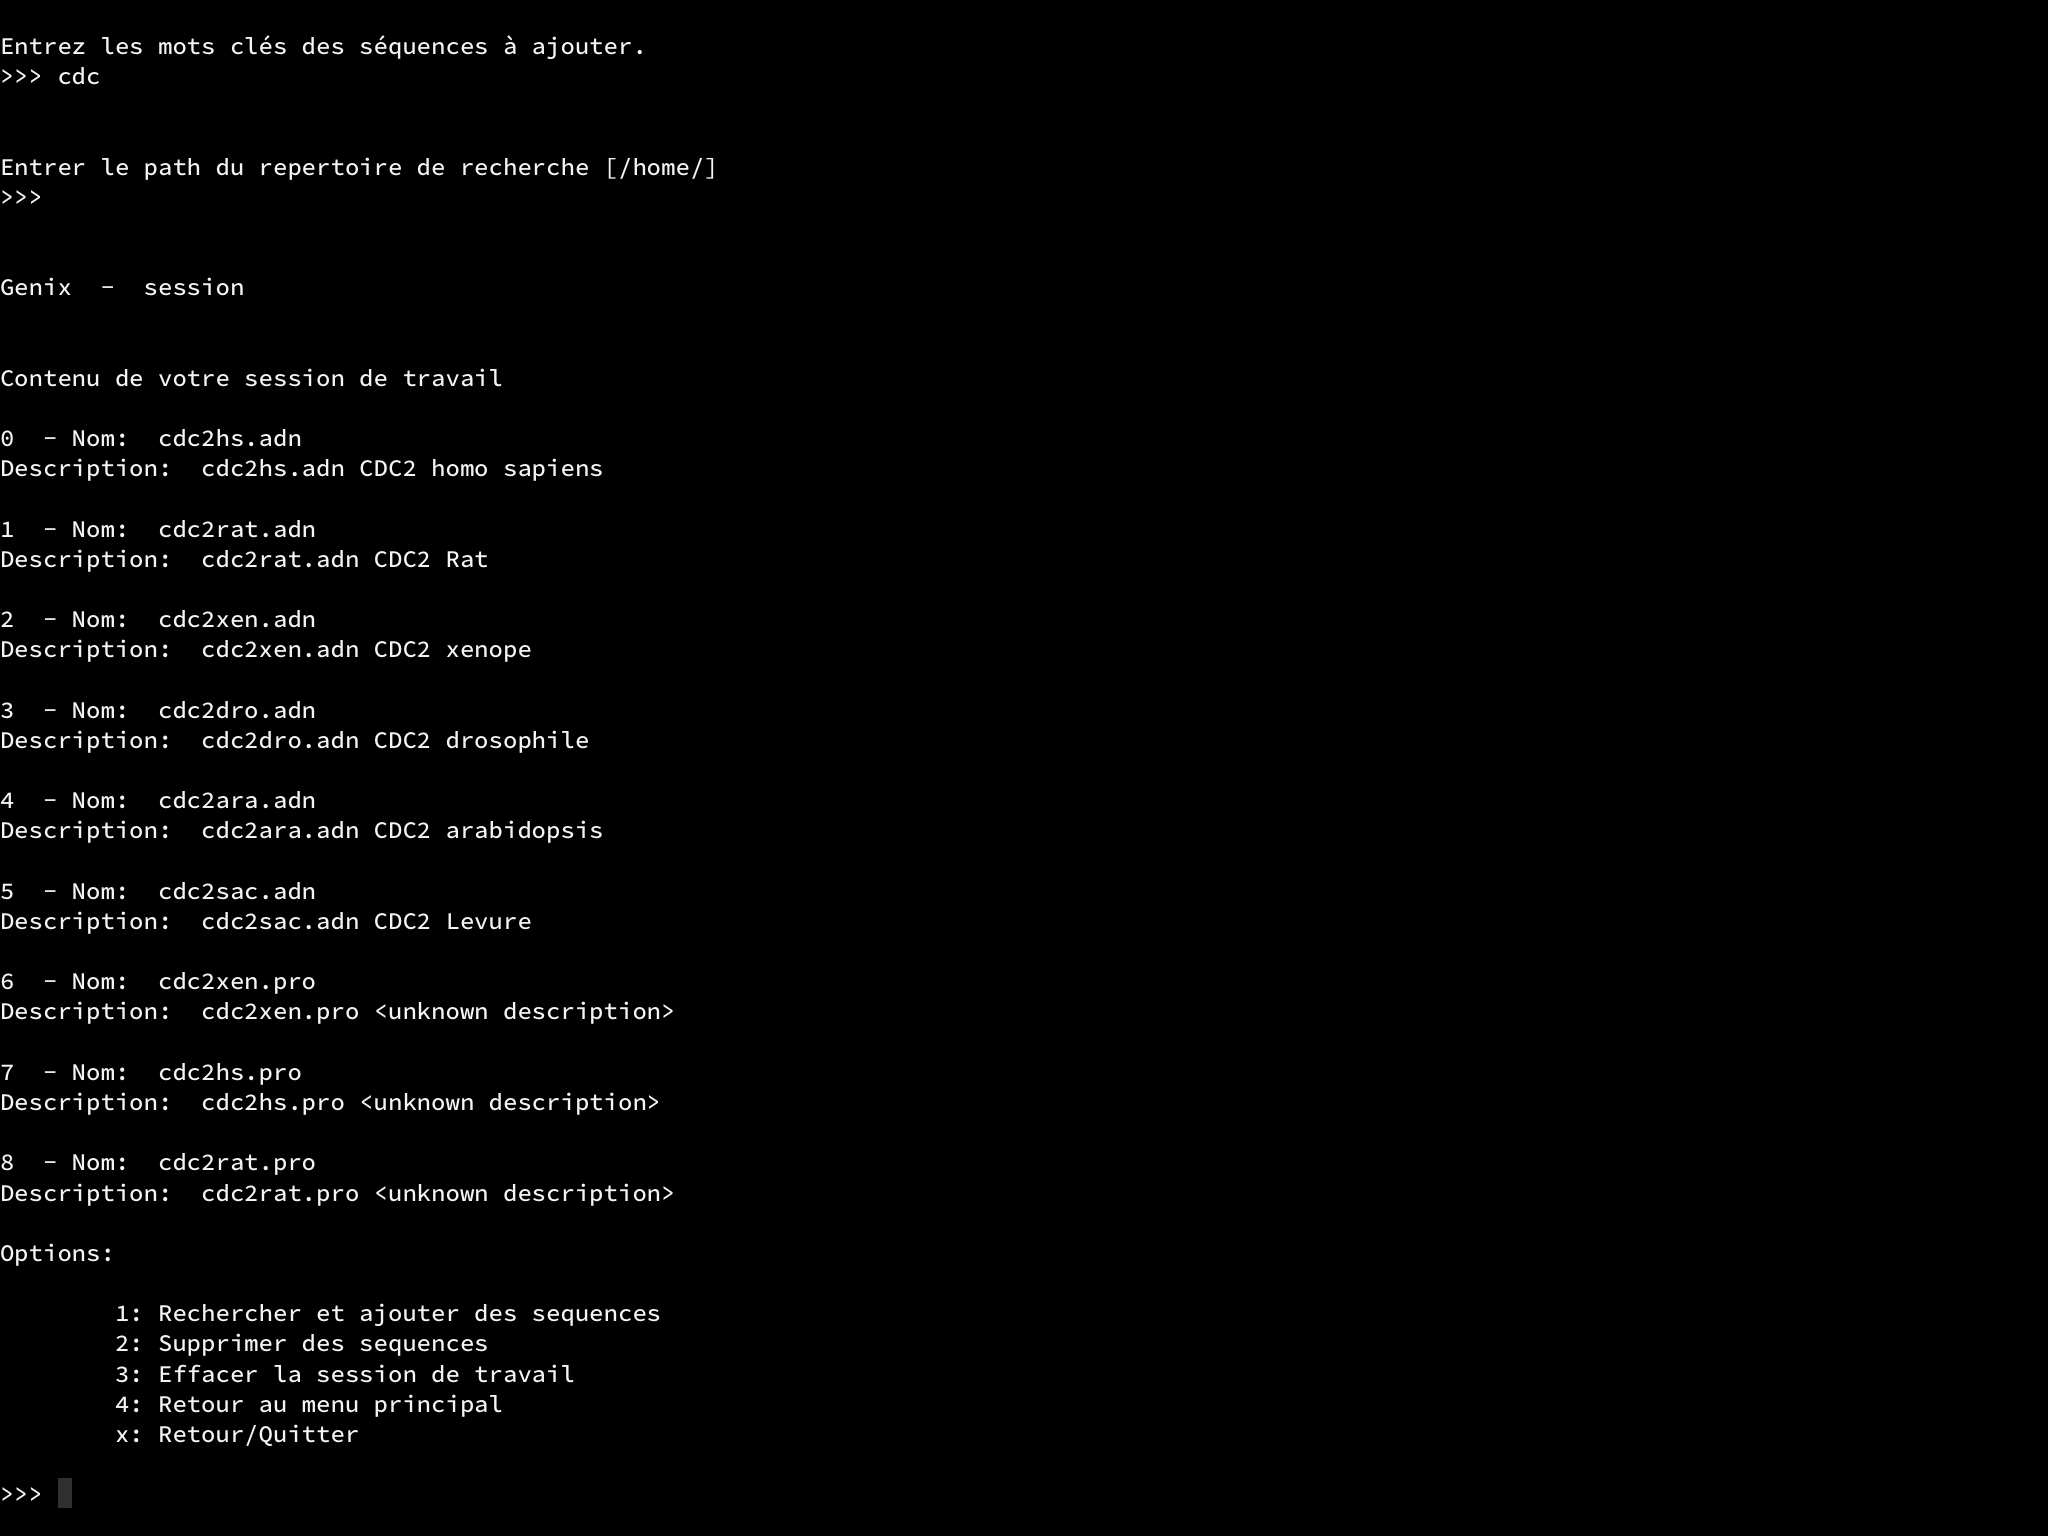 Entrez les mots clés des séquences à ajouter.
>>> cdc
Entrer le path du repertoire de recherche [/home/]
>>>
Genix  -  session
Contenu de votre session de travail
0  - Nom:  cdc2hs.adn
Description:  cdc2hs.adn CDC2 homo sapiens
1  - Nom:  cdc2rat.adn
Description:  cdc2rat.adn CDC2 Rat
2  - Nom:  cdc2xen.adn
Description:  cdc2xen.adn CDC2 xenope
3  - Nom:  cdc2dro.adn
Description:  cdc2dro.adn CDC2 drosophile
4  - Nom:  cdc2ara.adn
Description:  cdc2ara.adn CDC2 arabidopsis
5  - Nom:  cdc2sac.adn
Description:  cdc2sac.adn CDC2 Levure
6  - Nom:  cdc2xen.pro
Description:  cdc2xen.pro <unknown description>
7  - Nom:  cdc2hs.pro
Description:  cdc2hs.pro <unknown description>
8  - Nom:  cdc2rat.pro
Description:  cdc2rat.pro <unknown description>
Options:
1: Rechercher et ajouter des sequences
2: Supprimer des sequences
3: Effacer la session de travail
4: Retour au menu principal
x: Retour/Quitter
>>>